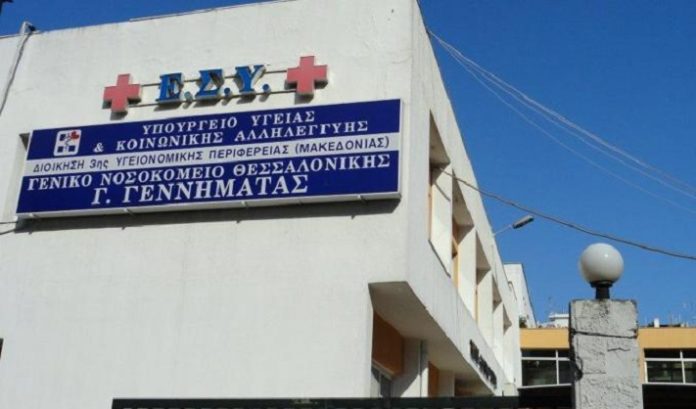 Ε.Σ.Υ.
ΥΠΟΥΡΓΕΙΟ ΥΓΕΙΑΣ
& ΚΟΙΝΩΝΙΚΗΣ ΑΛΛΗΛΕΓΓΥΗΣ
ΔΙΟΙΚΗΣΗ 3ης ΥΓΕΙΟΝΟΜΙΚΗΣ ΠΕΡΙΦΕΡΕΙΑΣ (ΜΑΚΕΔΟΝΙΑΣ)
ΓΕΝΙΚΟ ΝΟΣΟΚΟΜΕΙΟ ΘΕΣΣΑΛΟΝΙΚΗΣ
Γ. ΓΕΝΝΗΜΑΤΑΣ